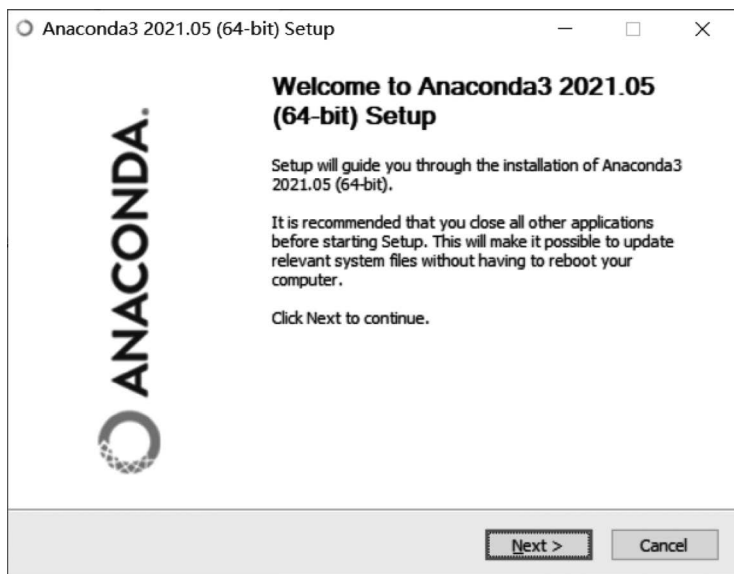 Anaconda3 2021.05 (64-bit) Setup
ANACONDA.
Welcome to Anaconda3 2021.05
(64-bit) Setup
Setup will guide you through the installation of Anaconda3
2021.05 (64-bit).
It is recommended that you close all other applications
before starting Setup. This will make it possible to update
relevant system files without having to reboot your
computer.
Click Next to continue.
Next >
Cancel